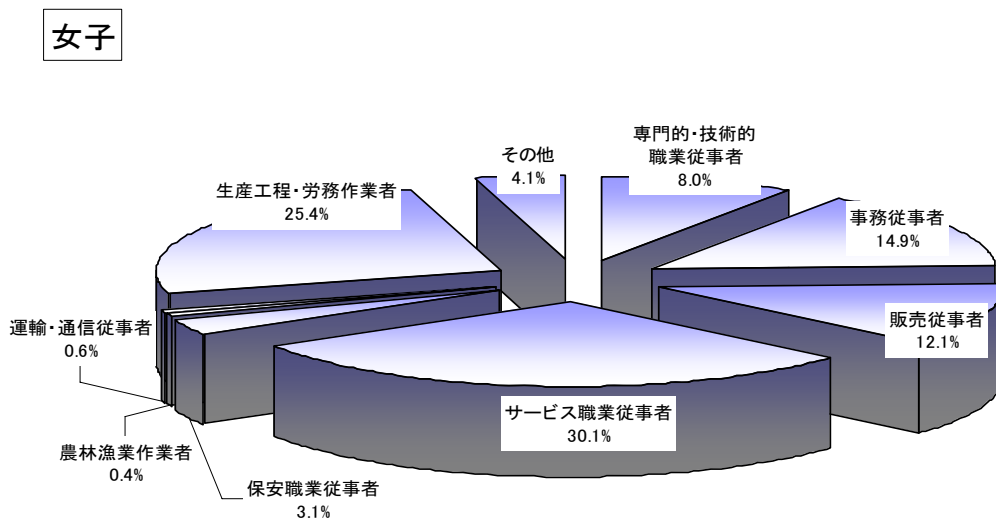 女子
専門的・技術的
職業従事者
8.0%
事務従事者
14.9%
販売従事者
12.1%
サービス職業従事者
30.1%
保安職業従事者
3.1%
農林漁業作業者
0.4%
運輸・通信従事者
0.6%
生産工程・労務作業者
25.4%
その他
4.1%